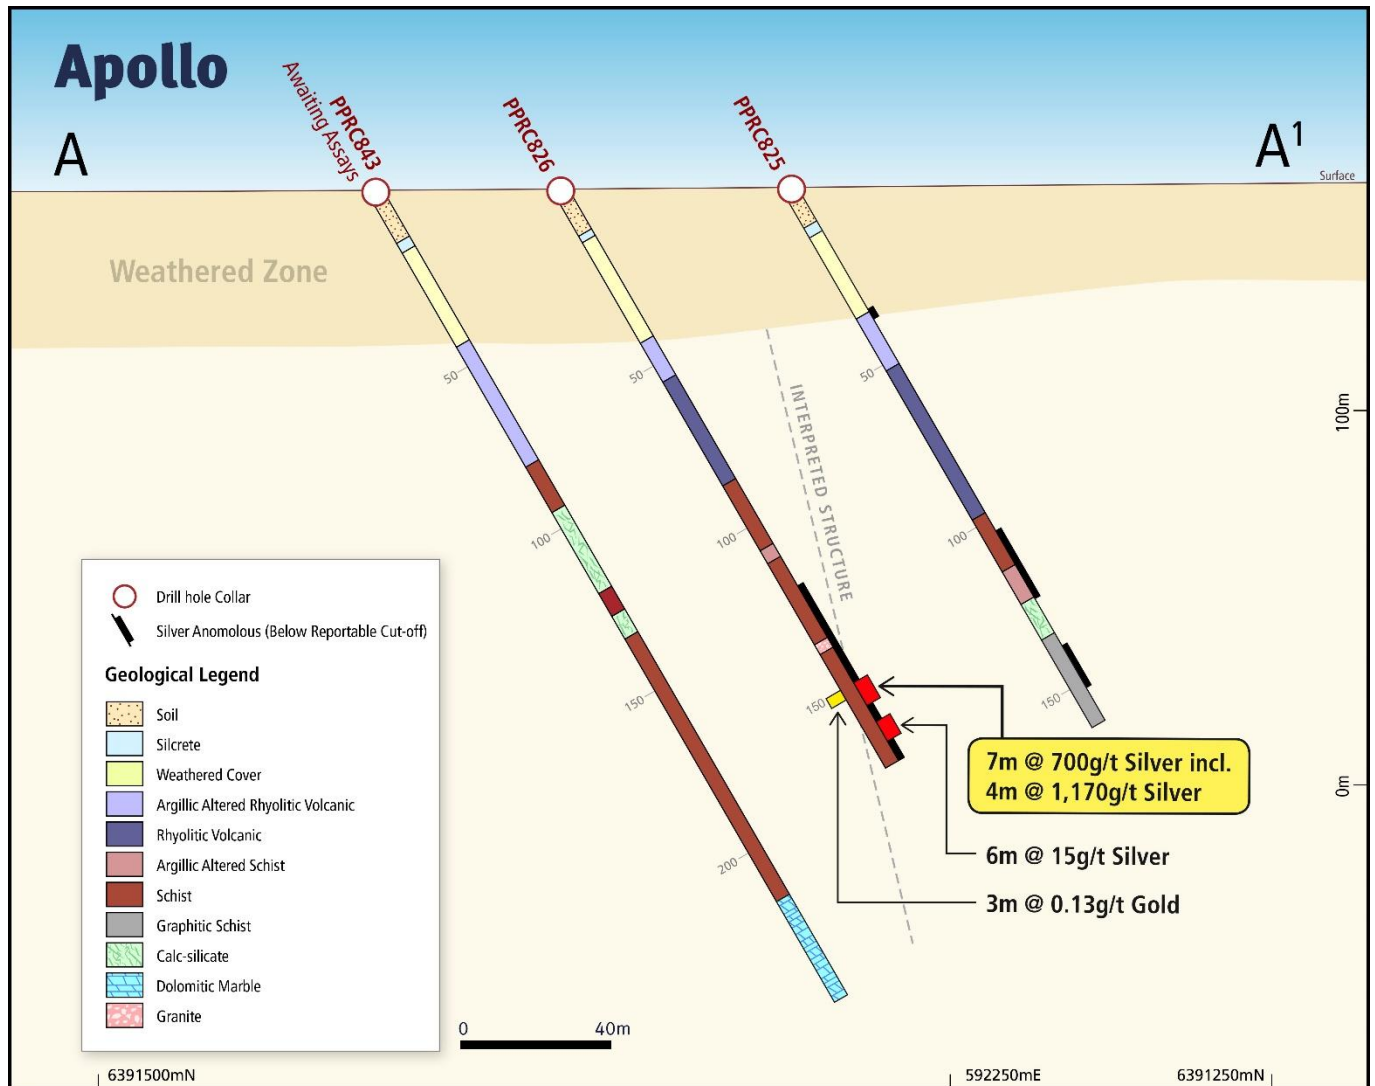 Apollo
A
A1
Awaiting Assays
PPRC843
PPRC826
PPRC825
Surface
Weathered Zone
50
50
50
100m
INTERPRETED STRUCTURE
100
100
100
150
150
150
200
0m
Drill hole Collar
Silver Anomolous (Below Reportable Cut-off)
Geological Legend
Soil
Silcrete
Weathered Cover
Argillic Altered Rhyolitic Volcanic
Rhyolitic Volcanic
Argillic Altered Schist
Schist
Graphitic Schist
Calc-silicate
Dolomitic Marble
Granite
7m @ 700g/t Silver incl.
4m @ 1,170g/t Silver
6m @ 15g/t Silver
3m @ 0.13g/t Gold
0 40m
6391500mN
592250mE
6391250mN